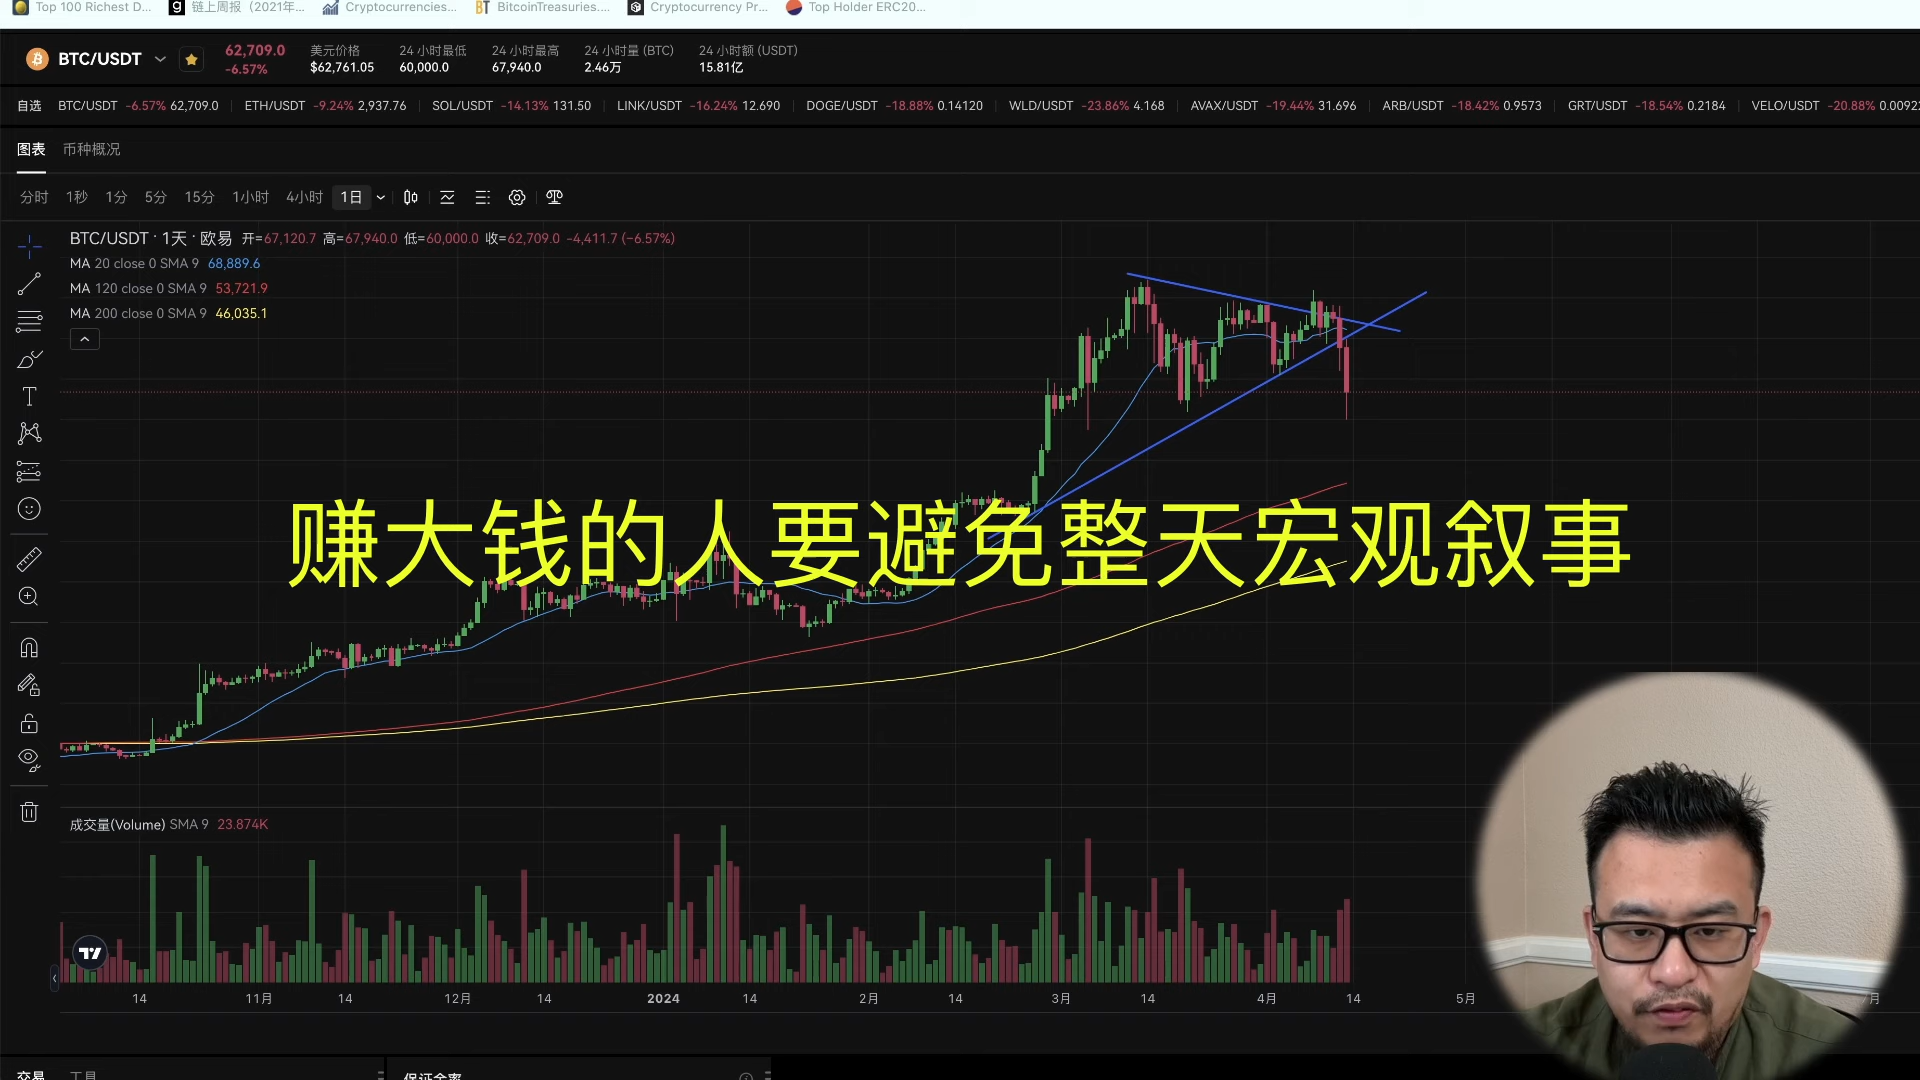 Top 100 Richest D...
链上周报（2021年...
Cryptocurrencies...
BitcoinTreasuries....
Cryptocurrency Pr...
Top Holder ERC20...
BTC/USDT
62,709.0
-6.57%
美元价格
$62,761.05
24 小时最低
60,000.0
24 小时最高
67,940.0
24 小时量 (BTC)
2.46万
24 小时额 (USDT)
15.81亿
自选 BTC/USDT -6.57% 62,709.0 ETH/USDT -9.24% 2,937.76 SOL/USDT -14.13% 131.50 LINK/USDT -16.24% 12.690 DOGE/USDT -18.88% 0.14120 WLD/USDT -23.86% 4.168 AVAX/USDT -19.44% 31.696 ARB/USDT -18.42% 0.9573 GRT/USDT -18.54% 0.2184 VELO/USDT -20.88%
图表 币种概况
分时 1秒 1分 5分 15分 1小时 4小时 1日
BTC/USDT · 1天 · 欧易 开=67,120.7 高=67,940.0 低=60,000.0 收=62,709.0 -4,411.7 (-6.57%)
MA 20 close 0 SMA 9 68,889.6
MA 120 close 0 SMA 9 53,721.9
MA 200 close 0 SMA 9 46,035.1
赚大钱的人要避免整天宏观叙事
成交量(Volume) SMA 9 23.874K
14 11月 14 12月 14 2024 14 2月 14 3月 14 4月 14 5月 月
交易 工具
保证金率